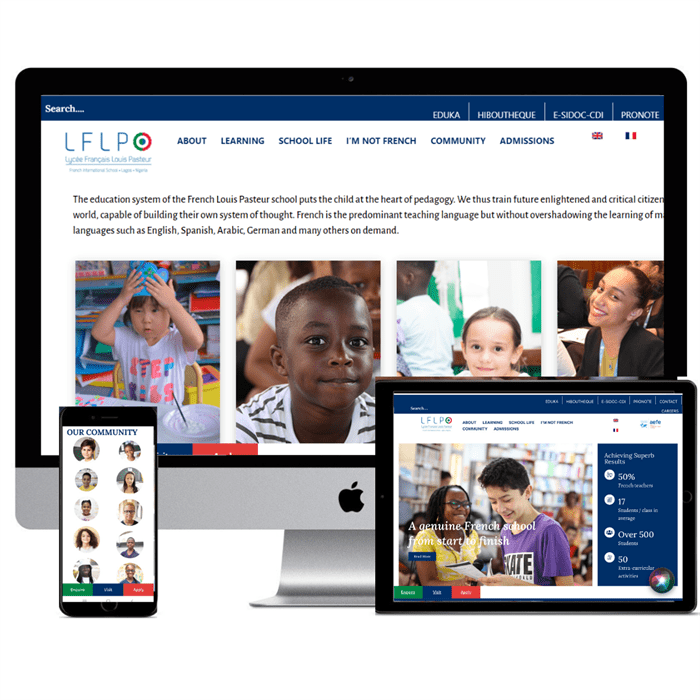 Search....
EDUKA HIBOUTHEQUE E-SIDOC-CDI PRONOTE
LFLP
Lycée Français Louis Pasteur
French International School • Lagos • Nigeria
ABOUT LEARNING SCHOOL LIFE I'M NOT FRENCH COMMUNITY ADMISSIONS
The education system of the French Louis Pasteur school puts the child at the heart of pedagogy. We thus train future enlightened and critical citizen
world, capable of building their own system of thought. French is the predominant teaching language but without overshadowing the learning of m
languages such as English, Spanish, Arabic, German and many others on demand.
Visit Apply
OUR COMMUNITY
Enquire Visit Apply
EDUKA HIBOUTHEQUE E-SIDOC-CDI PRONOTE CONTACT
Search....
CAREERS
LFLP
ABOUT LEARNING SCHOOL LIFE I'M NOT FRENCH
COMMUNITY ADMISSIONS
aefe
A genuine French school
from start to finish
Read More
SKATE
Achieving Superb
Results
50%
French teachers
17
Students / class in
average
Over 500
Students
50
Extra-curricular
activities
Enquire Visit Apply